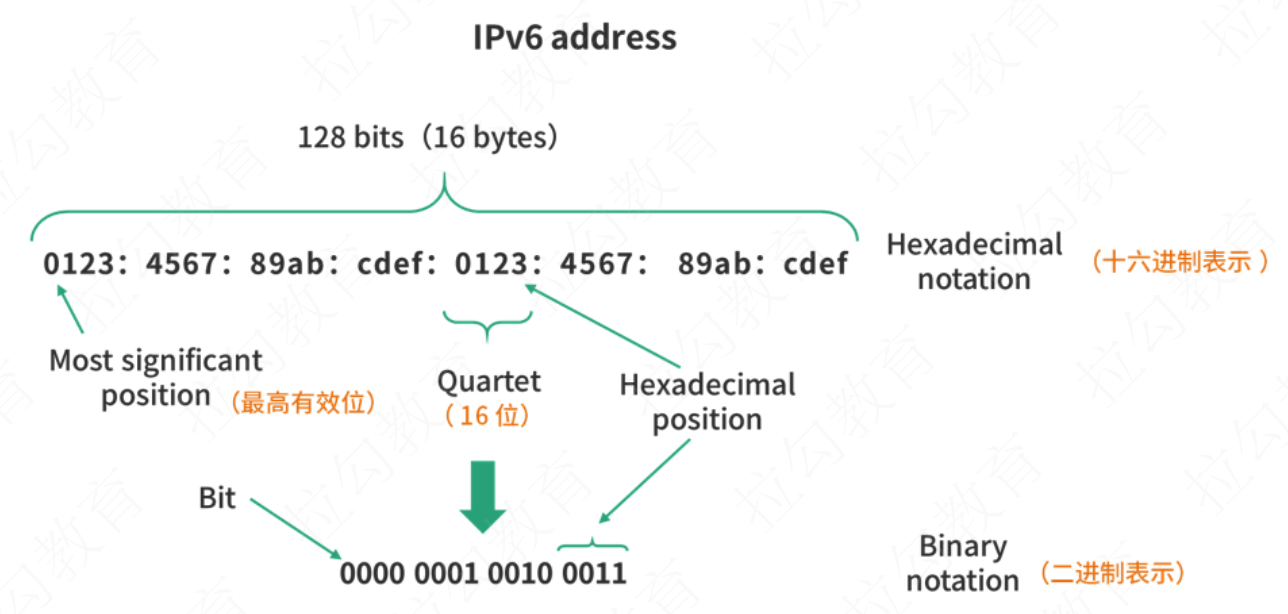 IPv6 address
128 bits（16 bytes）
0123：4567：89ab：cdef：0123：4567：89ab：cdef
Hexadecimal
notation
（十六进制表示 ）
Most significant
position
（最高有效位）
Quartet
（ 16 位）
Hexadecimal
position
Bit
0000 0001 0010 0011
Binary
notation
（二进制表示）
拉勾教育